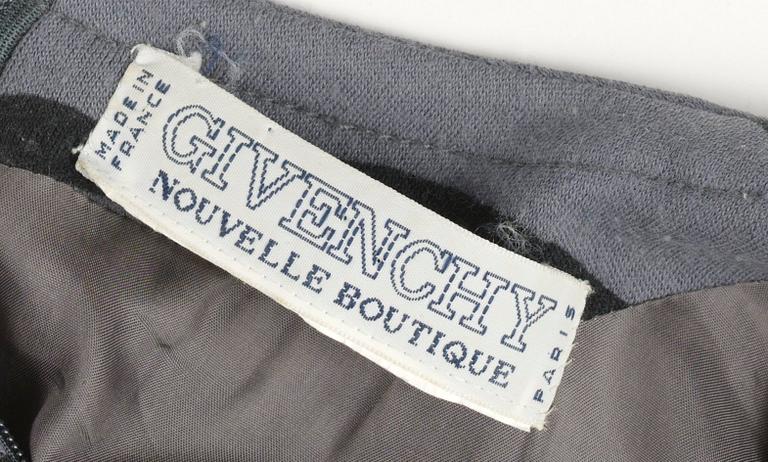 MADE IN
FRANCE
GIVENCHY
NOUVELLE BOUTIQUE
PARIS